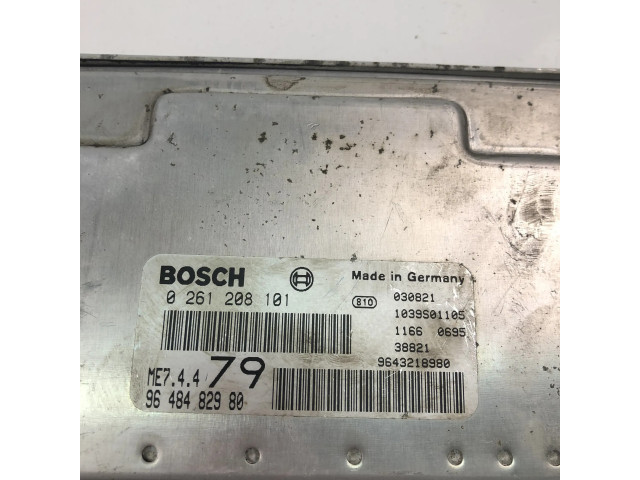 BOSCH
Made in Germany
0 261 208 101
810
030821
1039S01105
1166 0695
38821
9643218980
ME7.4.4
79
96 484 829 80